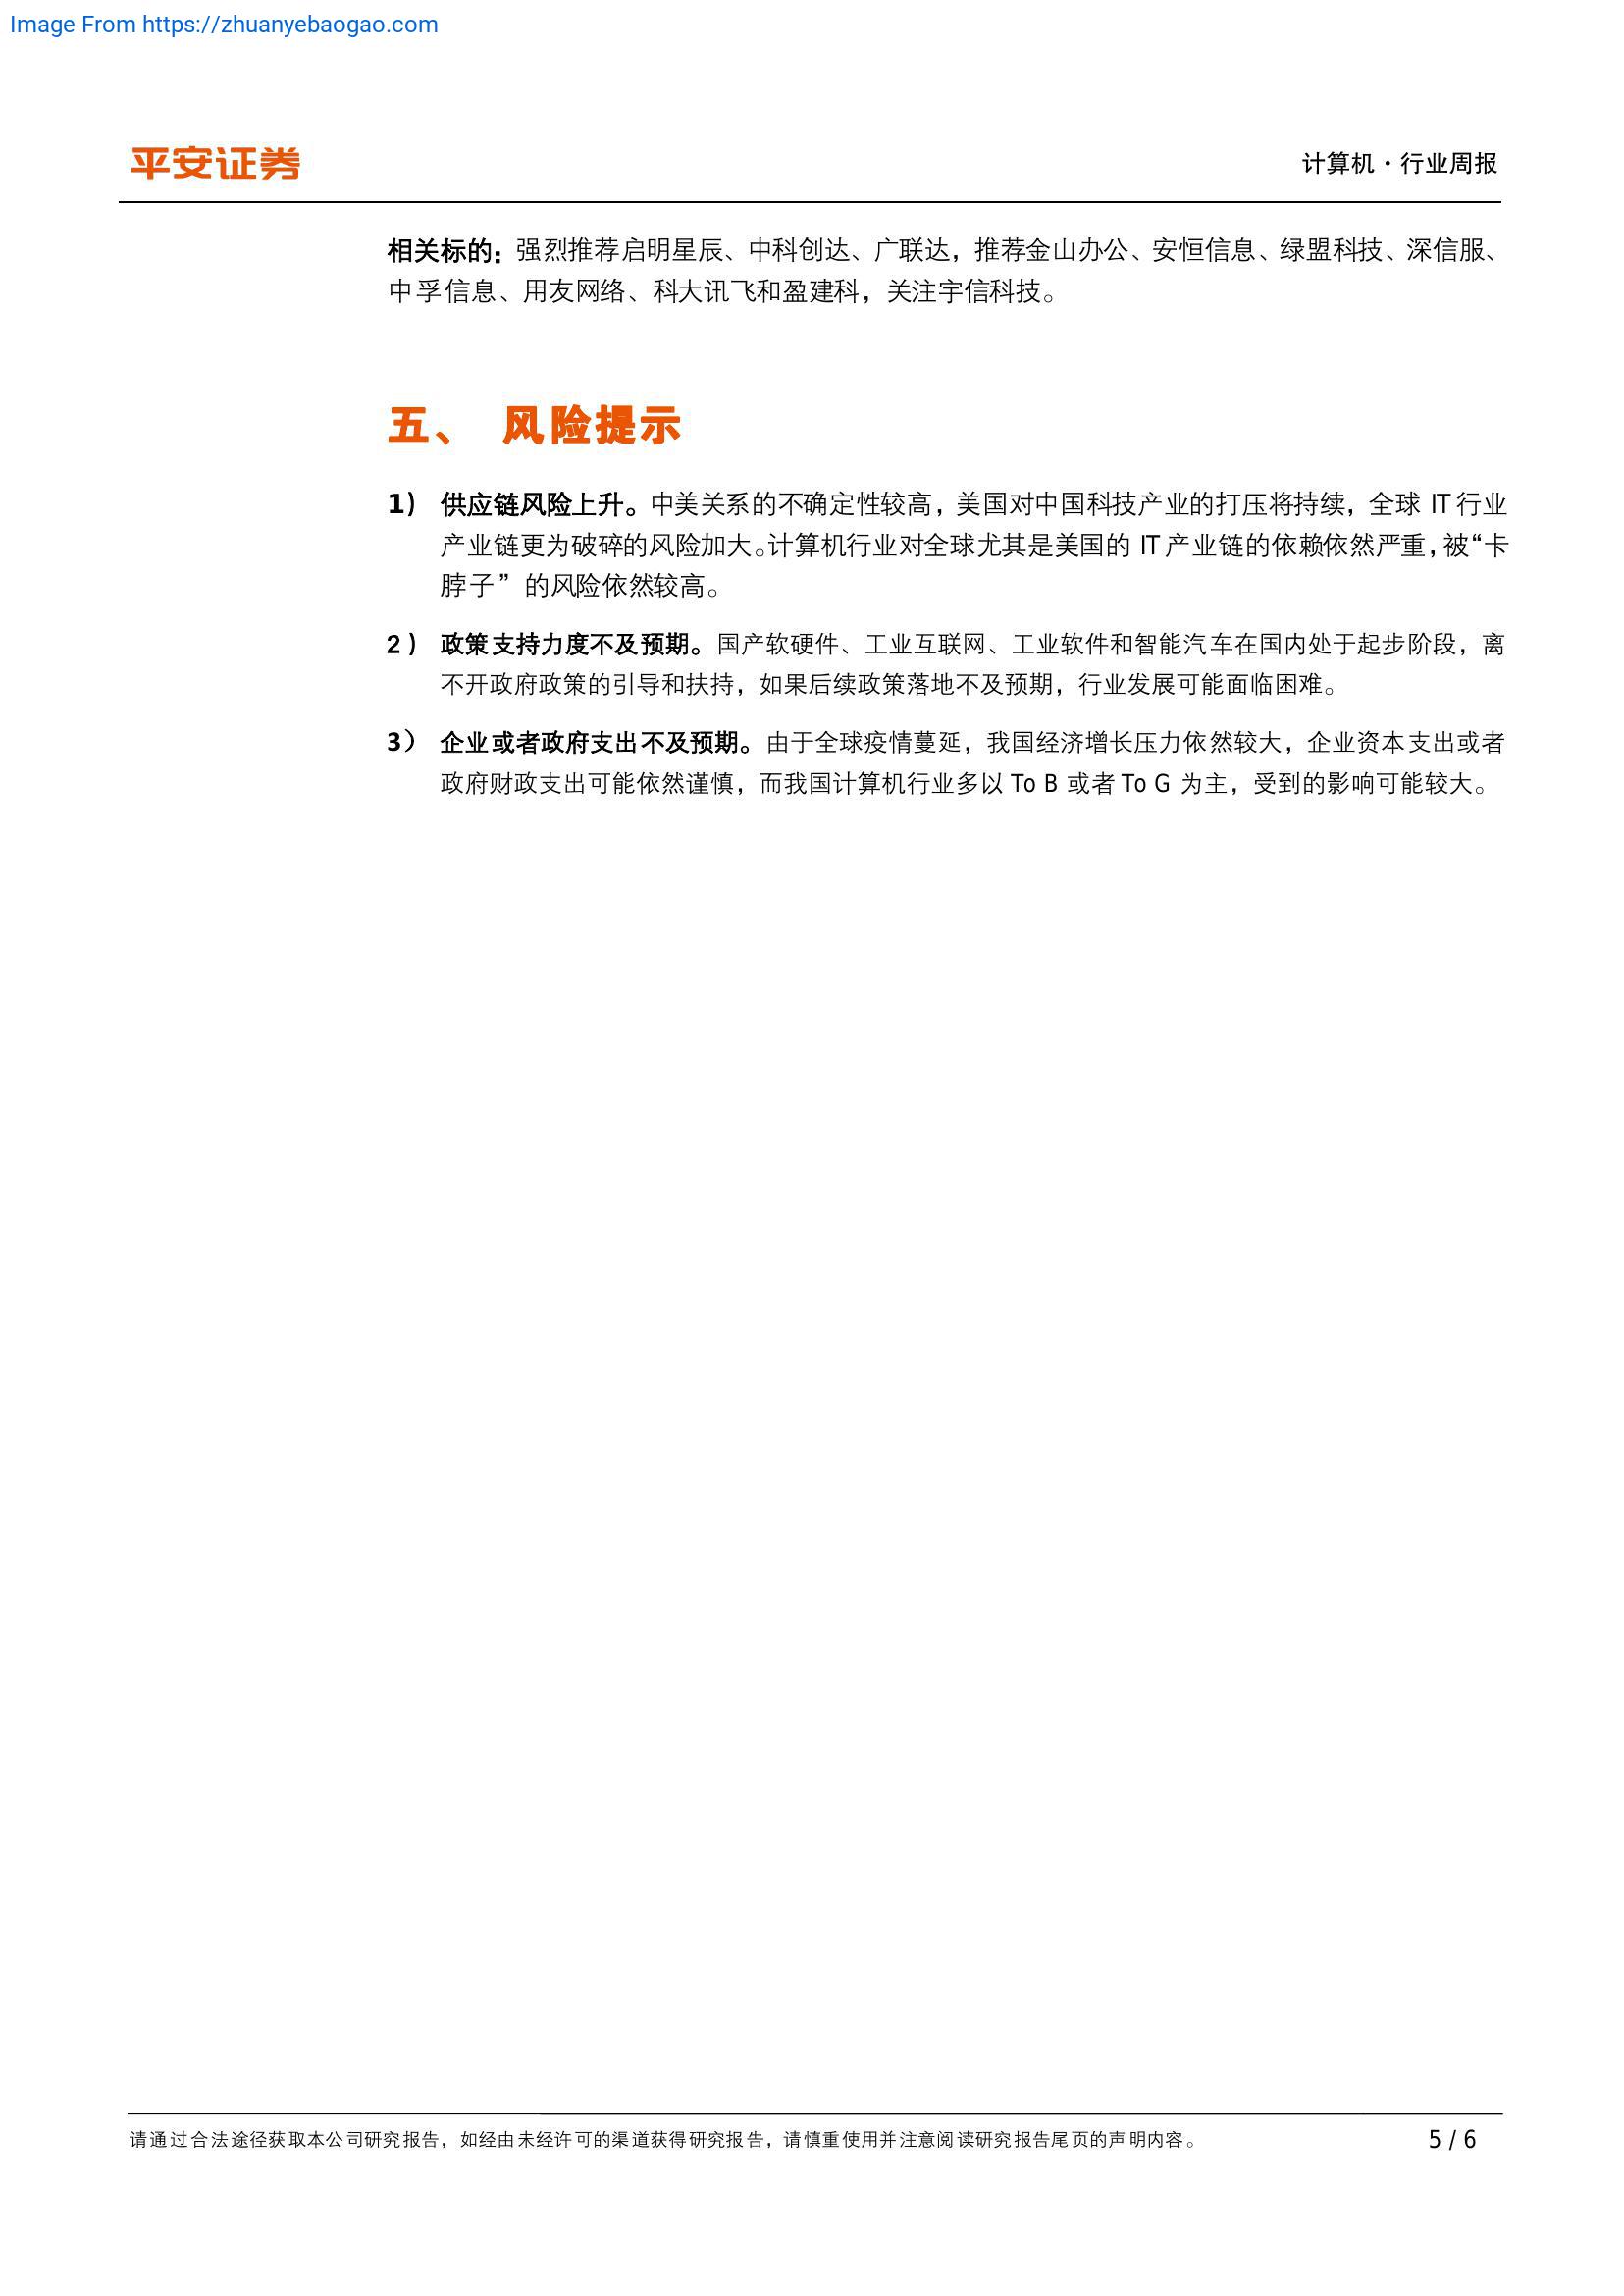 Image From https://zhuanyebaogao.com
平安证券
计算机·行业周报
相关标的：强烈推荐启明星辰、中科创达、广联达，推荐金山办公、安恒信息、绿盟科技、深信服、
中孚信息、用友网络、科大讯飞和盈建科，关注宇信科技。
五、 风险提示
1） 供应链风险上升。中美关系的不确定性较高，美国对中国科技产业的打压将持续，全球 IT 行业
产业链更为破碎的风险加大。计算机行业对全球尤其是美国的 IT 产业链的依赖依然严重，被“卡
脖子” 的风险依然较高。
2） 政策支持力度不及预期。国产软硬件、工业互联网、工业软件和智能汽车在国内处于起步阶段，离
不开政府政策的引导和扶持，如果后续政策落地不及预期，行业发展可能面临困难。
3） 企业或者政府支出不及预期。由于全球疫情蔓延，我国经济增长压力依然较大，企业资本支出或者
政府财政支出可能依然谨慎，而我国计算机行业多以 To B 或者 To G 为主，受到的影响可能较大。
请通过合法途径获取本公司研究报告，如经由未经许可的渠道获得研究报告，请慎重使用并注意阅读研究报告尾页的声明内容。
5 / 6